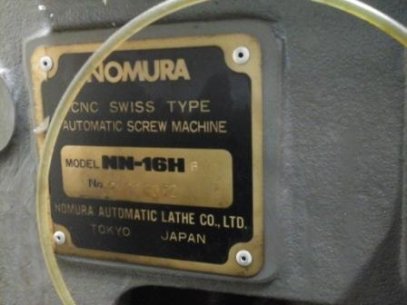 NOMURA
CNC SWISS TYPE
AUTOMATIC SCREW MACHINE
MODEL NN-16H
No.
NOMURA AUTOMATIC LATHE CO., LTD.
TOKYO JAPAN